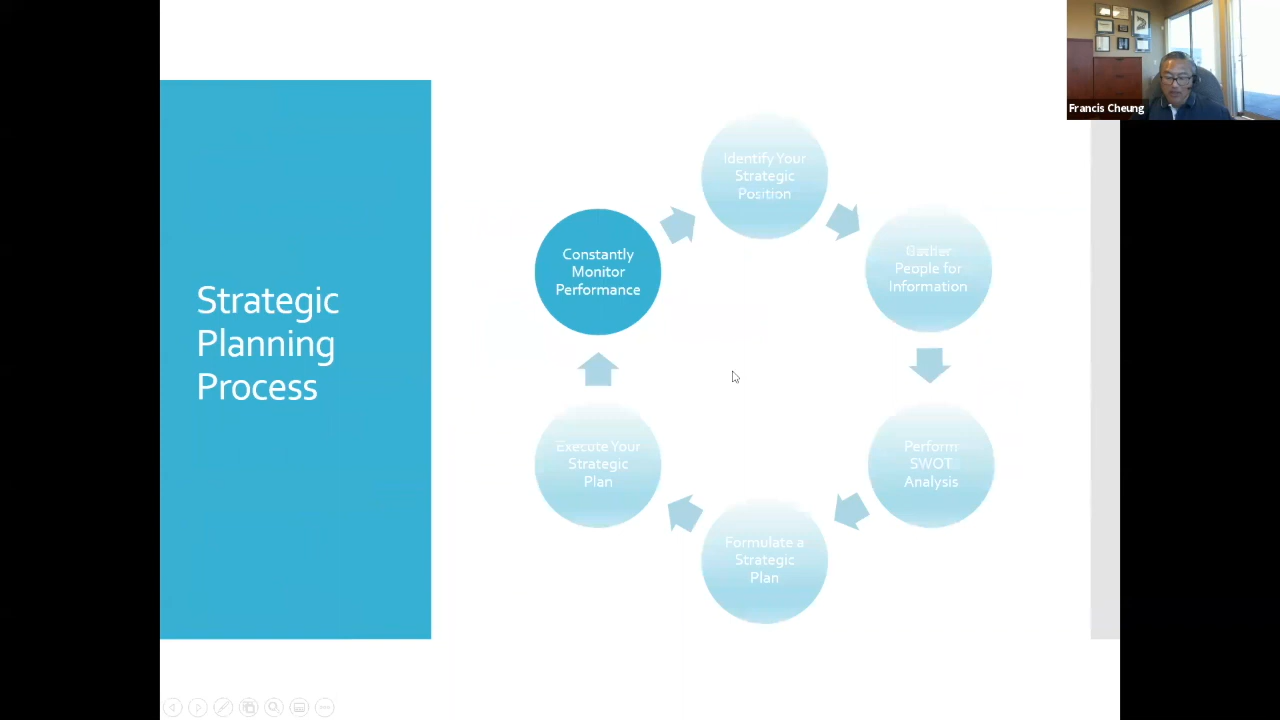 Francis Cheung
Strategic
Planning
Process
Identify Your
Strategic
Position
Gather
People for
Information
Perform
SWOT
Analysis
Formulate a
Strategic
Plan
Execute Your
Strategic
Plan
Constantly
Monitor
Performance